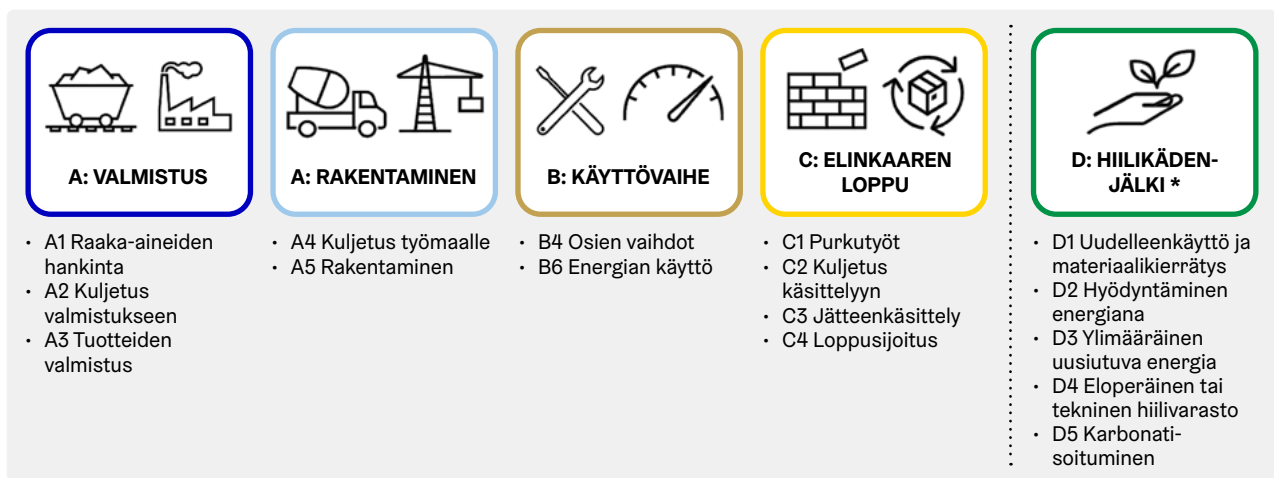 A: VALMISTUS
• A1 Raaka-aineiden
hankinta
• A2 Kuljetus
valmistukseen
• A3 Tuotteiden
valmistus
A: RAKENTAMINEN
• A4 Kuljetus työmaalle
• A5 Rakentaminen
B: KÄYTTÖVAIHE
• B4 Osien vaihdot
• B6 Energian käyttö
C: ELINKAAREN
LOPPU
• C1 Purkutyöt
• C2 Kuljetus
käsittelyyn
• C3 Jätteenkäsittely
• C4 Loppusijoitus
D: HIILIKÄDEN-
JÄLKI *
• D1 Uudelleenkäyttö ja
materiaalikierrätys
• D2 Hyödyntäminen
energiana
• D3 Ylimääräinen
uusiutuva energia
• D4 Eloperäinen tai
tekninen hiilivarasto
• D5 Karbonati-
soituminen